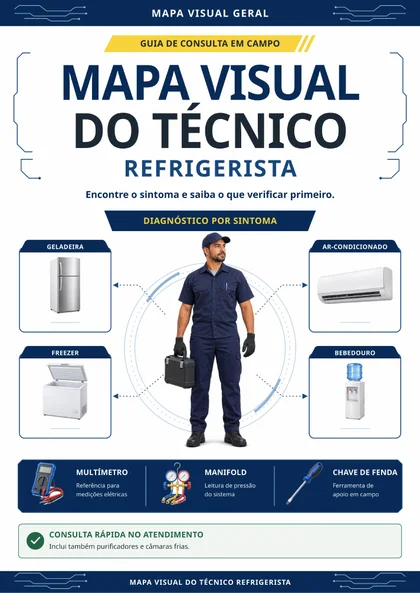 MAPA VISUAL GERAL
GUIA DE CONSULTA EM CAMPO
MAPA VISUAL
DO TÉCNICO
REFRIGERISTA
Encontre o sintoma e saiba o que verificar primeiro.
DIAGNÓSTICO POR SINTOMA
GELADEIRA
AR-CONDICIONADO
FREEZER
BEBEDOURO
MULTÍMETRO
Referência para
medições elétricas
MANIFOLD
Leitura de pressão
do sistema
CHAVE DE FENDA
Ferramenta de
apoio em campo
CONSULTA RÁPIDA NO ATENDIMENTO
Inclui também purificadores e câmaras frias.
MAPA VISUAL DO TÉCNICO REFRIGERISTA